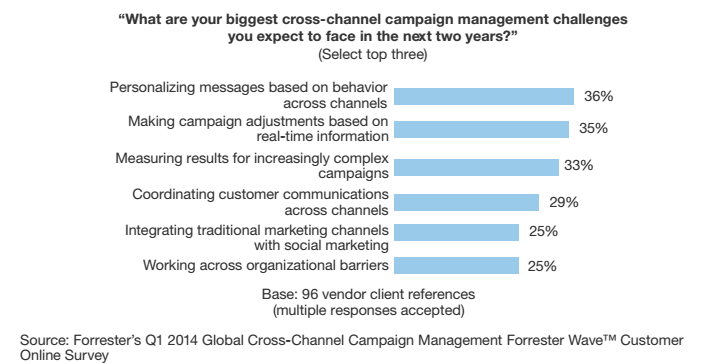 “What are your biggest cross-channel campaign management challenges
you expect to face in the next two years?”
(Select top three)
Personalizing messages based on behavior
across channels
36%
Making campaign adjustments based on
real-time information
35%
Measuring results for increasingly complex
campaigns
33%
Coordinating customer communications
across channels
29%
Integrating traditional marketing channels
with social marketing
25%
Working across organizational barriers
25%
Base: 96 vendor client references
(multiple responses accepted)
Source: Forrester’s Q1 2014 Global Cross-Channel Campaign Management Forrester Wave™ Customer
Online Survey